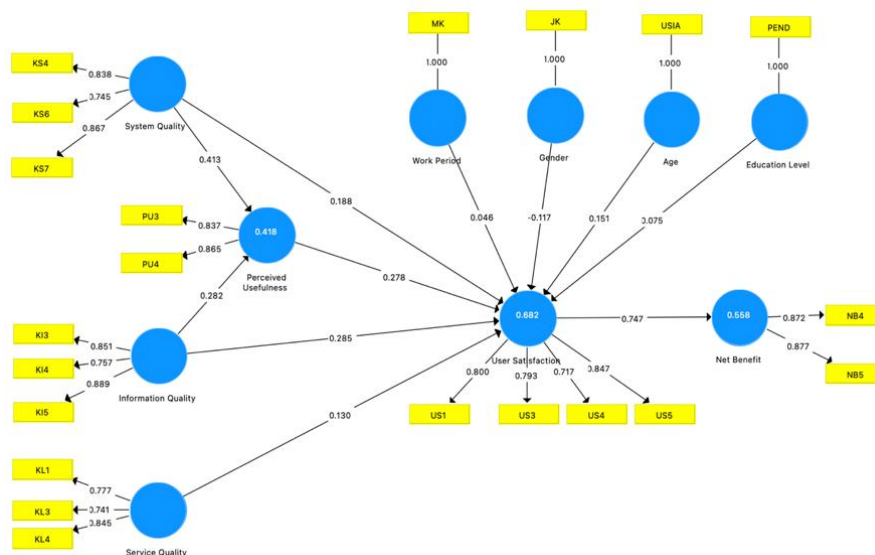 MK
JK
USIA
PEND
1.000
1.000
1.000
1.000
Work Period
Gender
Age
Education Level
KS4
KS6
KS7
0.838
0.745
0.867
System Quality
0.413
0.188
0.046
-0.117
0.151
0.075
PU3
PU4
0.837
0.865
0.418
Perceived
Usefulness
0.282
0.278
KI3
KI4
KI5
0.851
0.757
0.889
Information Quality
0.285
0.682
User Satisfaction
0.747
0.558
Net Benefit
0.872
0.877
NB4
NB5
0.800
0.793
0.717
0.847
US1
US3
US4
US5
0.130
KL1
KL3
KL4
0.777
0.741
0.845
Service Quality